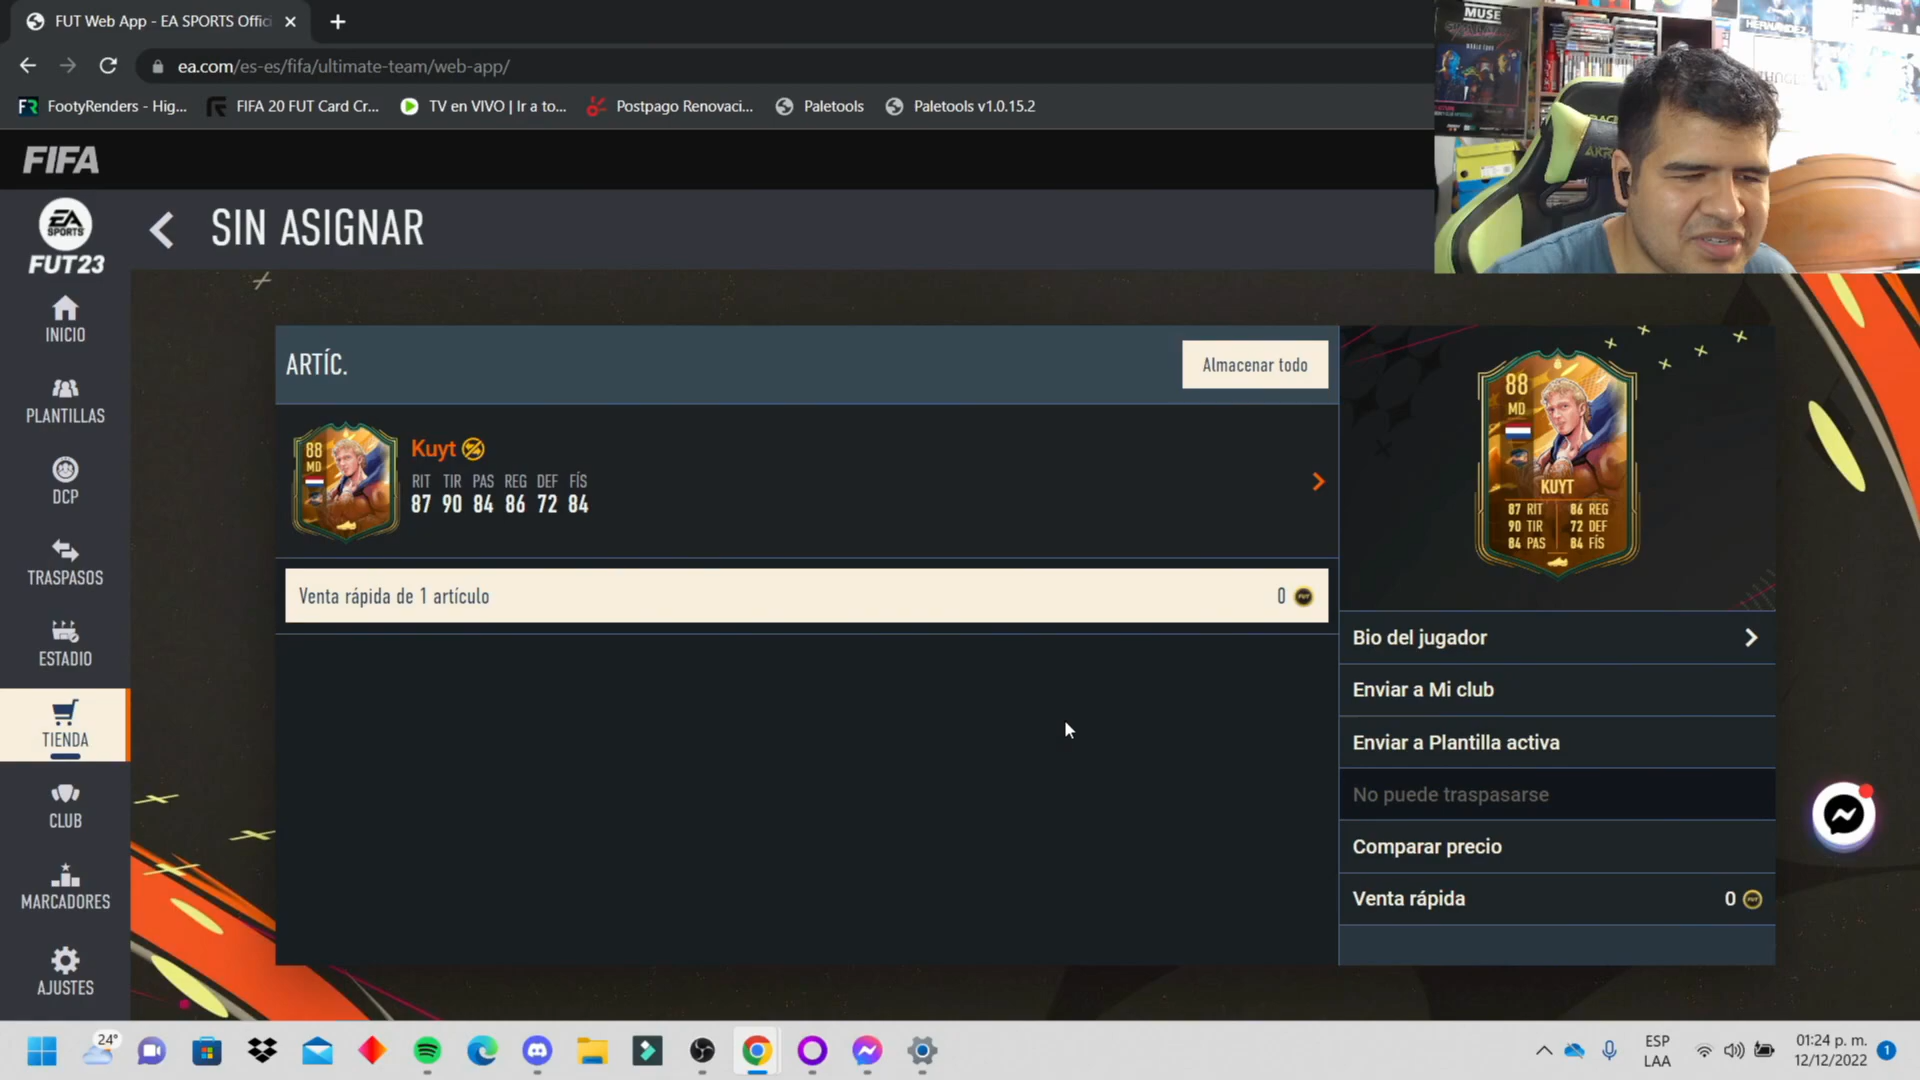 FUT Web App - EA SPORTS Offici
ea.com/es-es/fifa/ultimate-team/web-app/
FootyRenders - Hig...
FIFA 20 FUT Card Cr...
TV en VIVO | Ir a to...
Postpago Renovaci...
Paletools
Paletools v1.0.15.2
MUSE
HERNÁNDEZ
FIFA
EA
SPORTS
FUT23
SIN ASIGNAR
INICIO
PLANTILLAS
DCP
TRASPASOS
ESTADIO
TIENDA
CLUB
MARCADORES
AJUSTES
ARTÍC.
Almacenar todo
88
MD
Kuyt
RIT TIR PAS REG DEF FÍS
87 90 84 86 72 84
Venta rápida de 1 artículo 0
88
MD
KUYT
87 RIT 86 REG
90 TIR 72 DEF
84 PAS 84 FÍS
Bio del jugador
Enviar a Mi club
Enviar a Plantilla activa
No puede traspasarse
Comparar precio
Venta rápida 0
24°
ESP
LAA
01:24 p. m.
12/12/2022
1